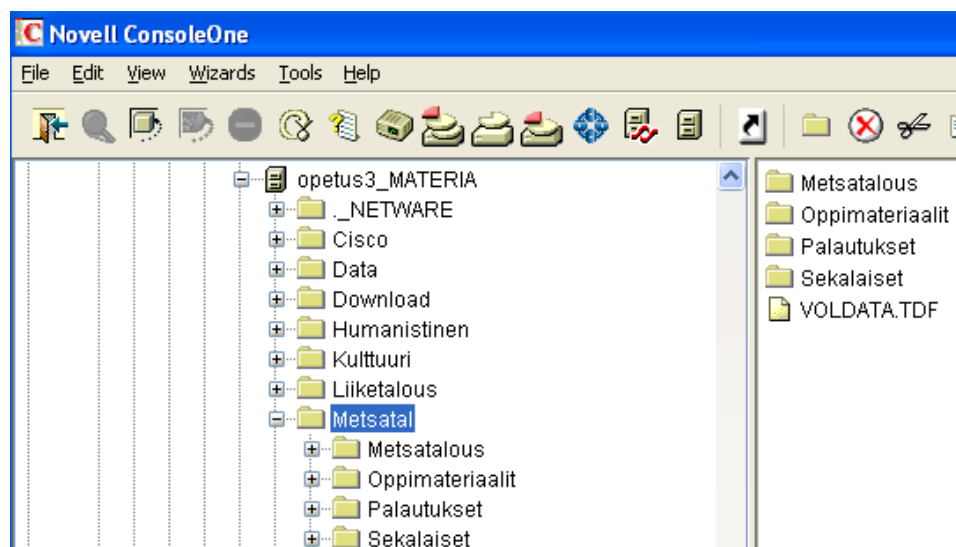 Novell ConsoleOne
File Edit View Wizards Tools Help
opetus3_MATERIA
._NETWARE
Cisco
Data
Download
Humanistinen
Kulttuuri
Liiketalous
Metsatal
Metsatalous
Oppimateriaalit
Palautukset
Sekalaiset
Metsatalous
Oppimateriaalit
Palautukset
Sekalaiset
VOLDATA.TDF